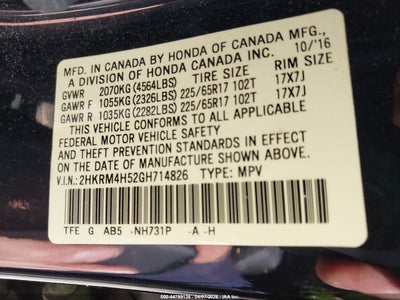 MFD. IN CANADA BY HONDA OF CANADA MFG.,
A DIVISION OF HONDA CANADA INC. 10/'16
GVWR 2070KG (4564LBS) TIRE SIZE RIM SIZE
GAWR F 1055KG (2326LBS) 225/65R17 102T 17X7J
GAWR R 1035KG (2282LBS) 225/65R17 102T 17X7J
THIS VEHICLE CONFORMS TO ALL APPLICABLE
FEDERAL MOTOR VEHICLE SAFETY
AND THEFT PREVENTION STANDARDS IN EFFECT
ON THE DATE OF MANUFACTURE SHOWN ABOVE.
V.I.N.: 2HKRM4H52GH714826 TYPE: MPV
TFE G AB5 -NH731P -A -H